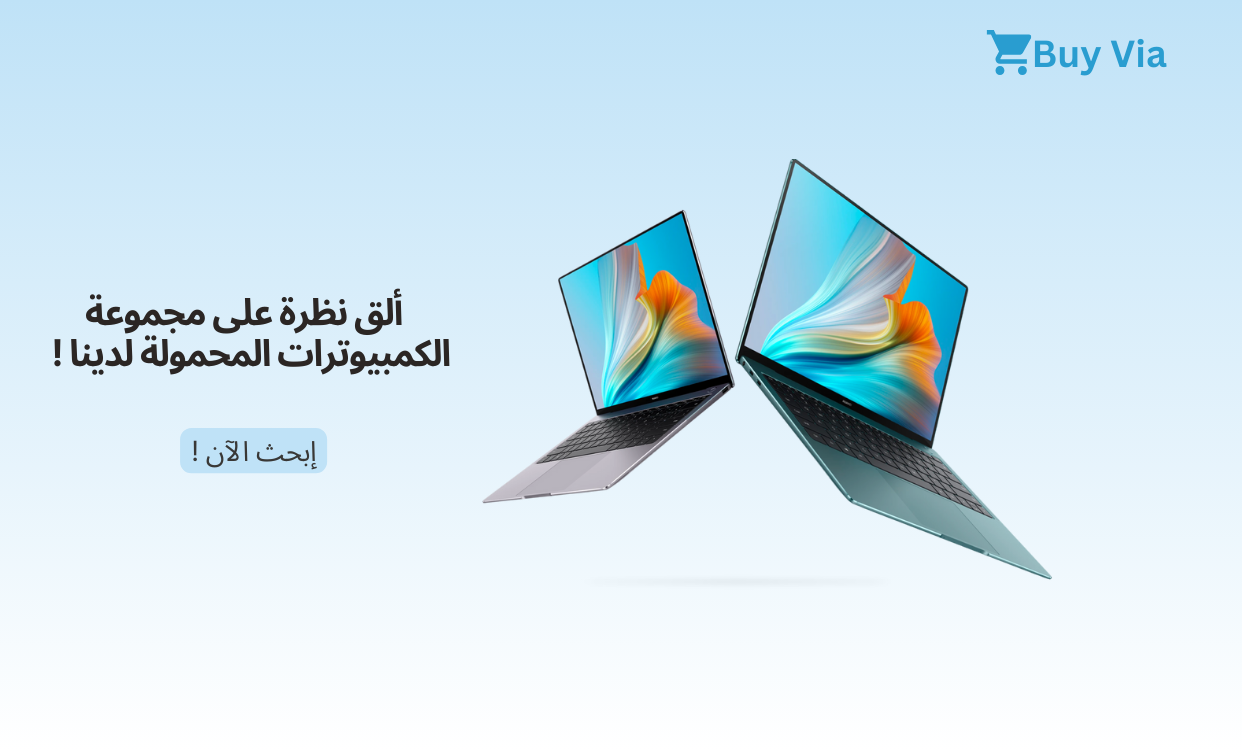 Buy Via
ألق نظرة على مجموعة
الكمبيوترات المحمولة لدينا !
إبحث الآن !